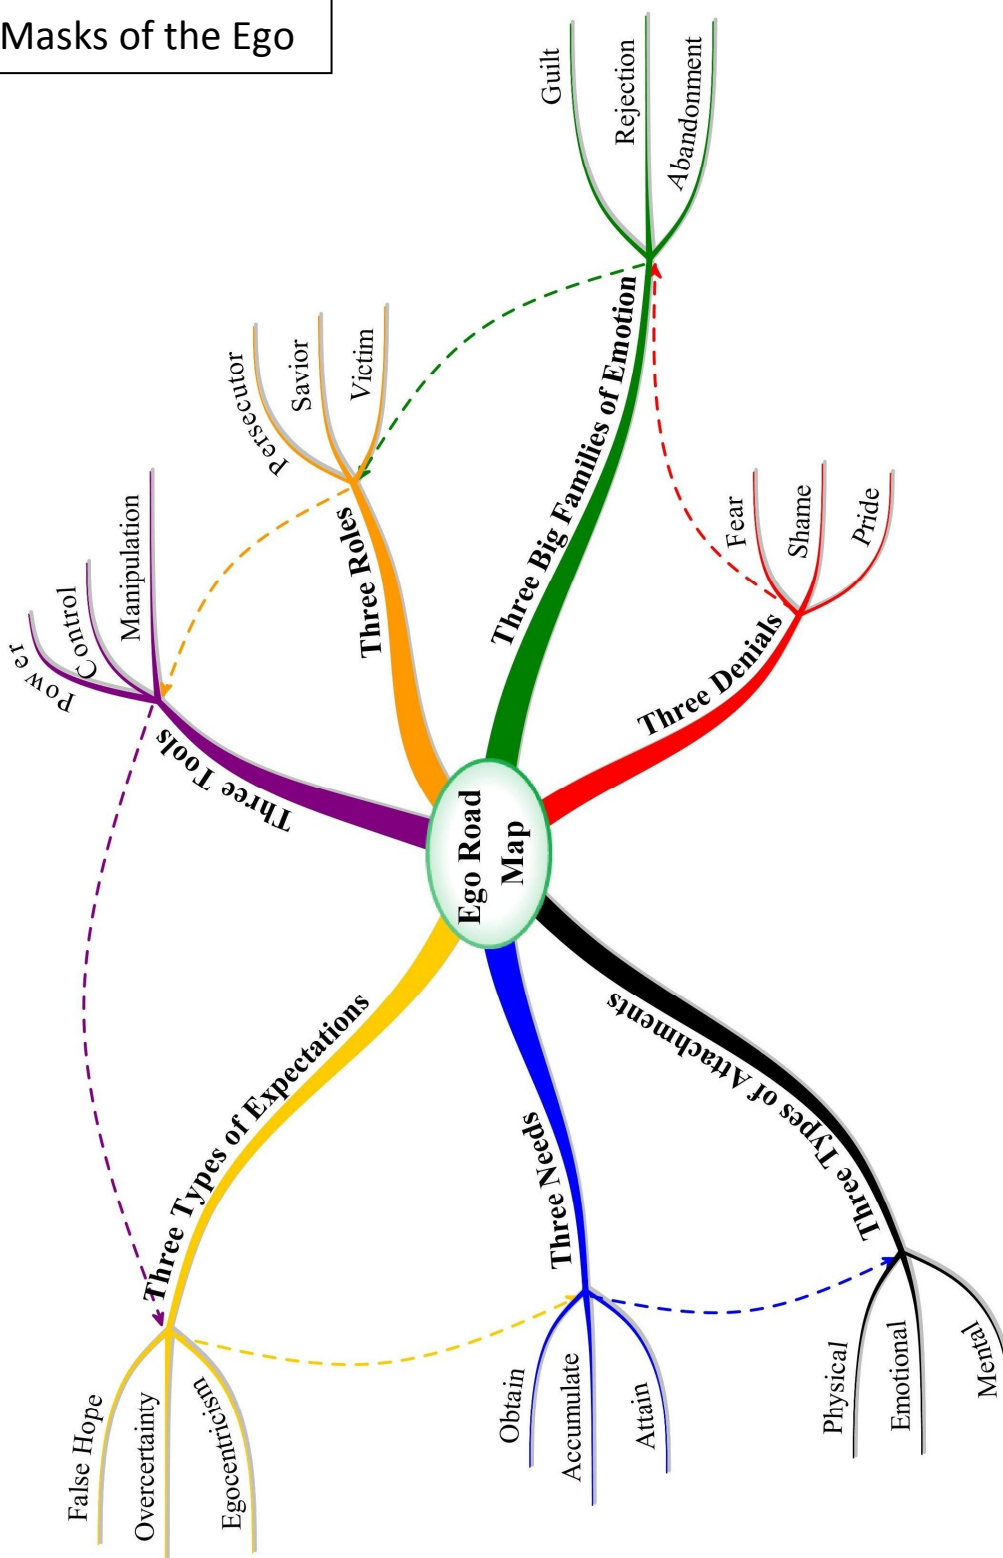 Masks of the Ego
Ego Road
Map
Three Denials
Fear
Shame
Pride
Three Big Families of Emotion
Guilt
Rejection
Abandonment
Three Roles
Persecutor
Savior
Victim
Three Tools
Power
Control
Manipulation
Three Types of Expectations
False Hope
Overcertainty
Egocentricism
Three Needs
Obtain
Accumulate
Attain
Three Types of Attachments
Physical
Emotional
Mental